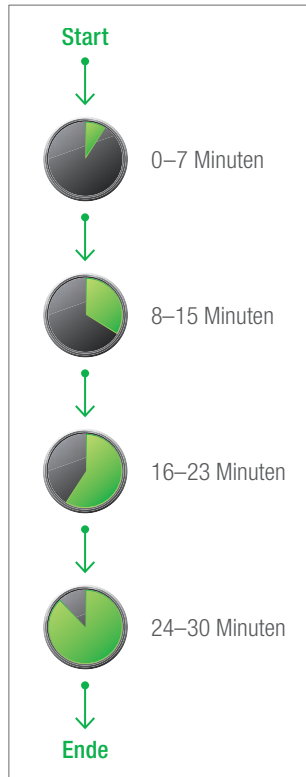 Start
0–7 Minuten
8–15 Minuten
16–23 Minuten
24–30 Minuten
Ende